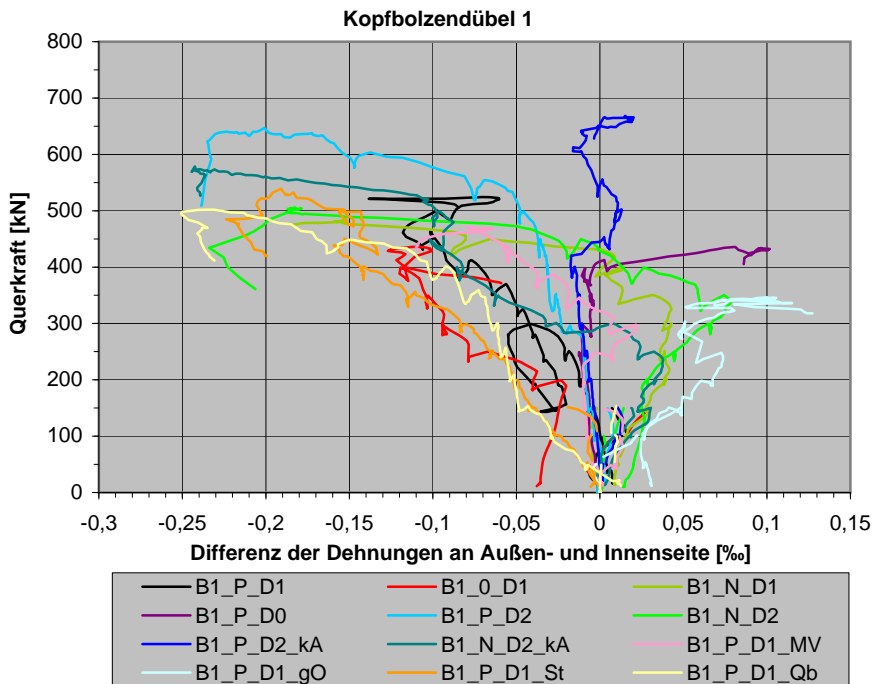 Kopfbolzendübel 1
800
700
600
500
400
300
200
100
0
Querkraft [kN]
-0,3 -0,25 -0,2 -0,15 -0,1 -0,05 0 0,05 0,1 0,15
Differenz der Dehnungen an Außen- und Innenseite [‰]
B1_P_D1 B1_0_D1 B1_N_D1
B1_P_D0 B1_P_D2 B1_N_D2
B1_P_D2_kA B1_N_D2_kA B1_P_D1_MV
B1_P_D1_gO B1_P_D1_St B1_P_D1_Qb